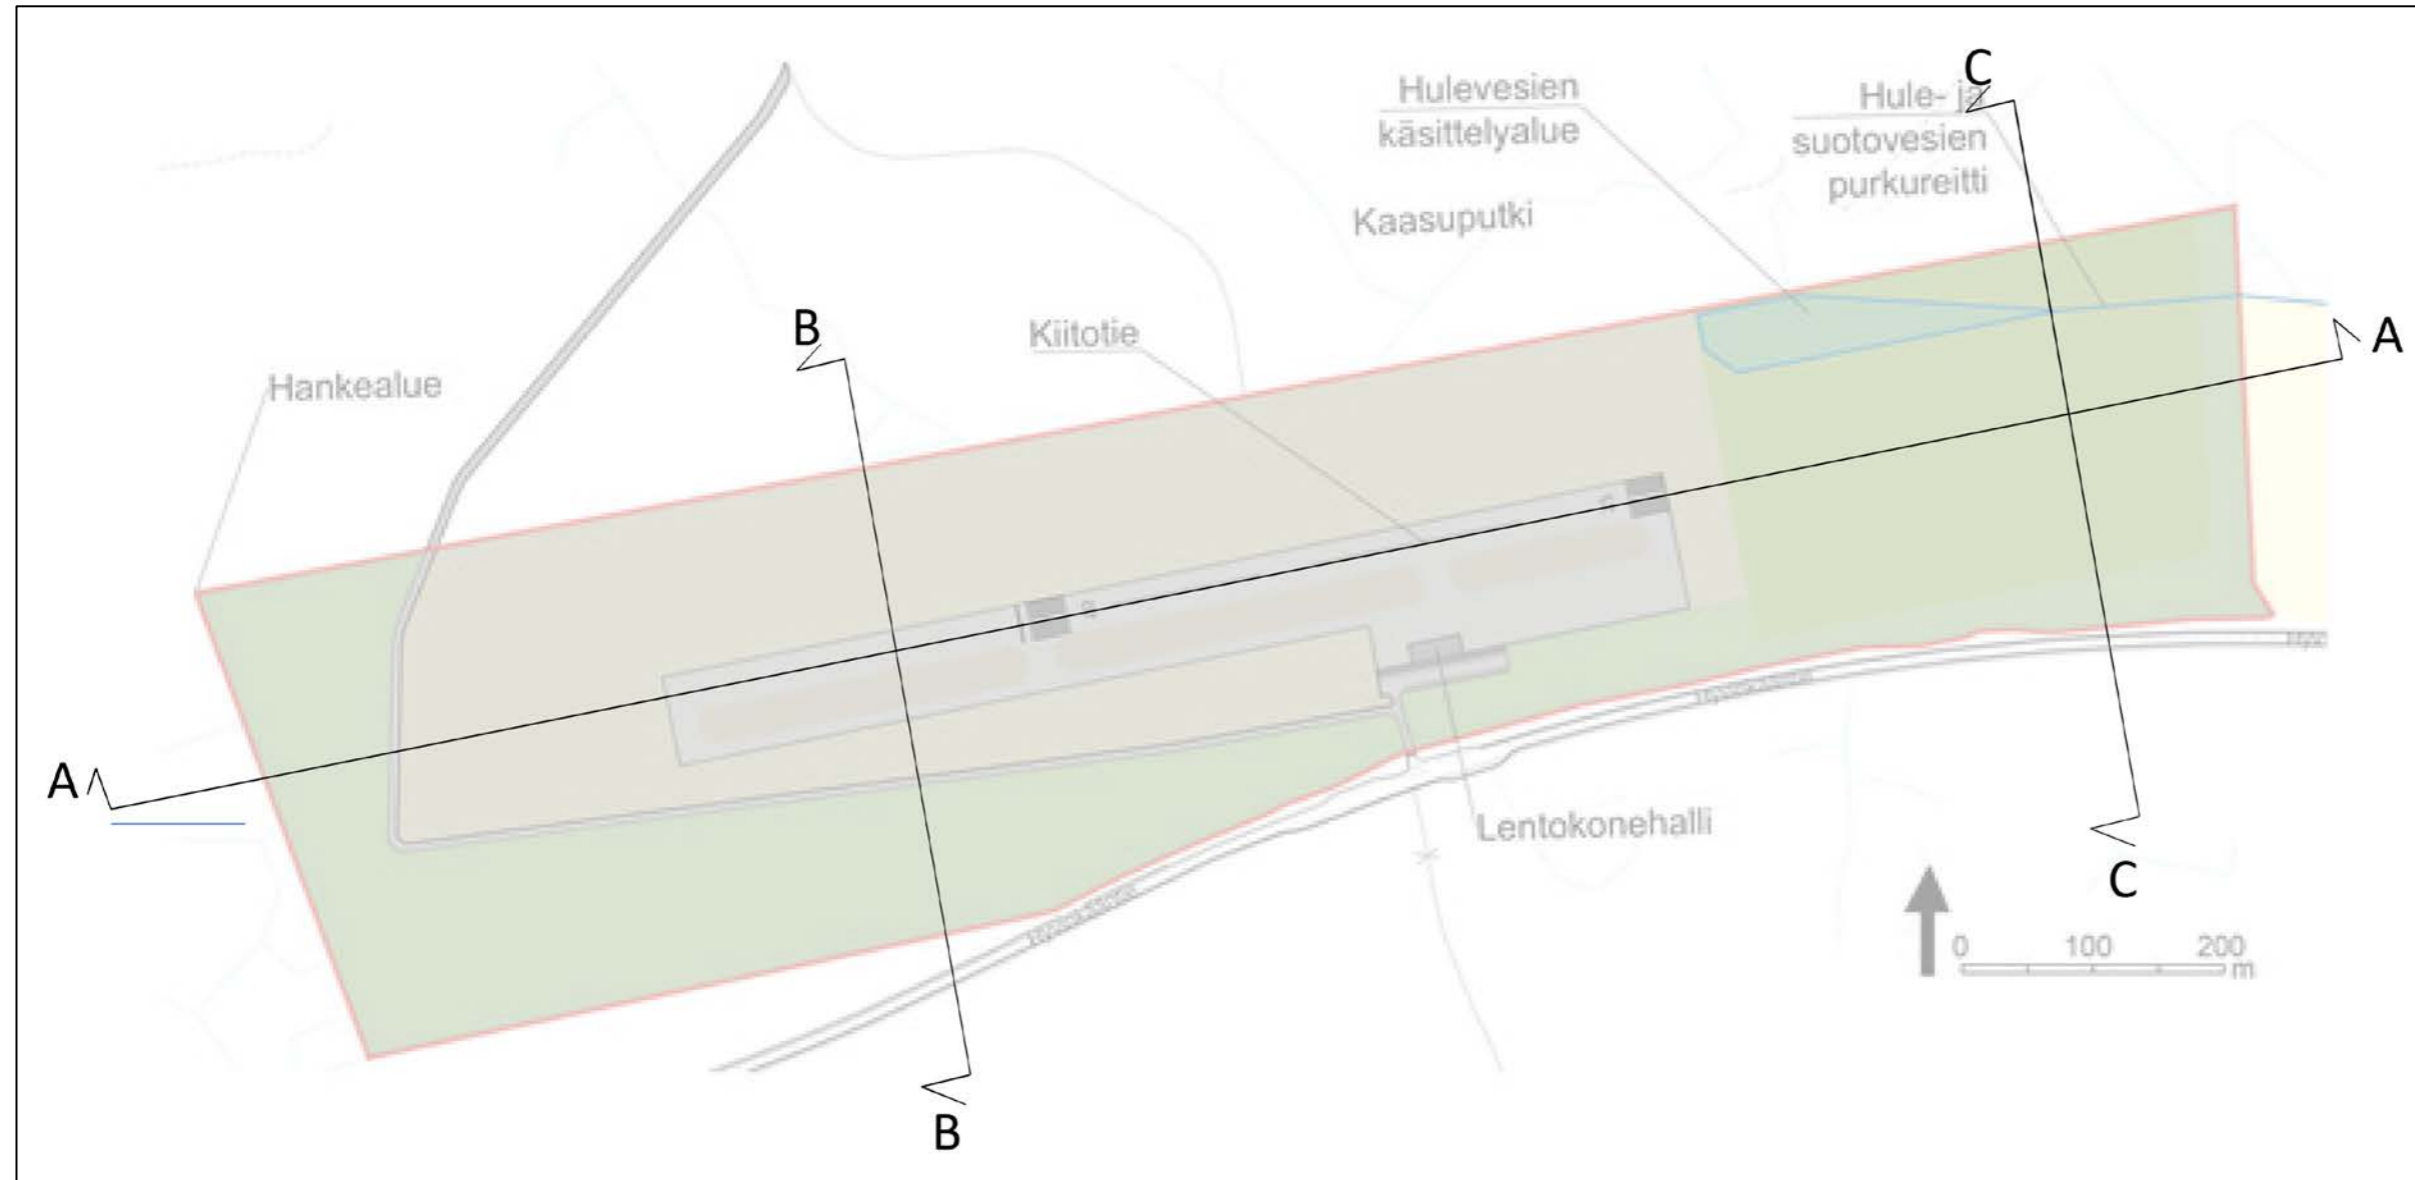 C
Hulevesien
käsittelyalue
Hule- ja
suotovesien
purkureitti
Kaasuputki
B
Kiitotie
A
Hankealue
A
Lentokonehalli
C
0 100 200
m
B